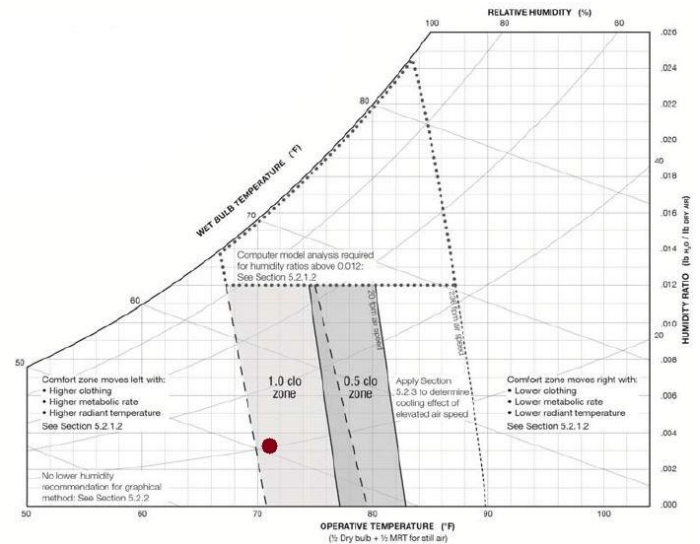 RELATIVE HUMIDITY (%)
100 80 60
.026
.024
80
.022
.020
40
.018
WET BULB TEMPERATURE (°F)
70
.016
.014
Computer model analysis required
for humidity ratios above 0.012:
See Section 5.2.1.2
.012
HUMIDITY RATIO (lb H₂O / lb DRY AIR)
60
20 fpm air speed
.010
20
.008
50
Comfort zone moves left with:
• Higher clothing
• Higher metabolic rate
• Higher radiant temperature
See Section 5.2.1.2
1.0 clo
zone
0.5 clo
zone
Apply Section
5.2.3 to determine
cooling effect of
elevated air speed
Comfort zone moves right with:
• Lower clothing
• Lower metabolic rate
• Lower radiant temperature
See Section 5.2.1.2
.006
.004
.002
No lower humidity
recommendation for graphical
method: See Section 5.2.2
.000
50 60 70 80 90 100
OPERATIVE TEMPERATURE (°F)
(½ Dry bulb + ½ MRT for still air)